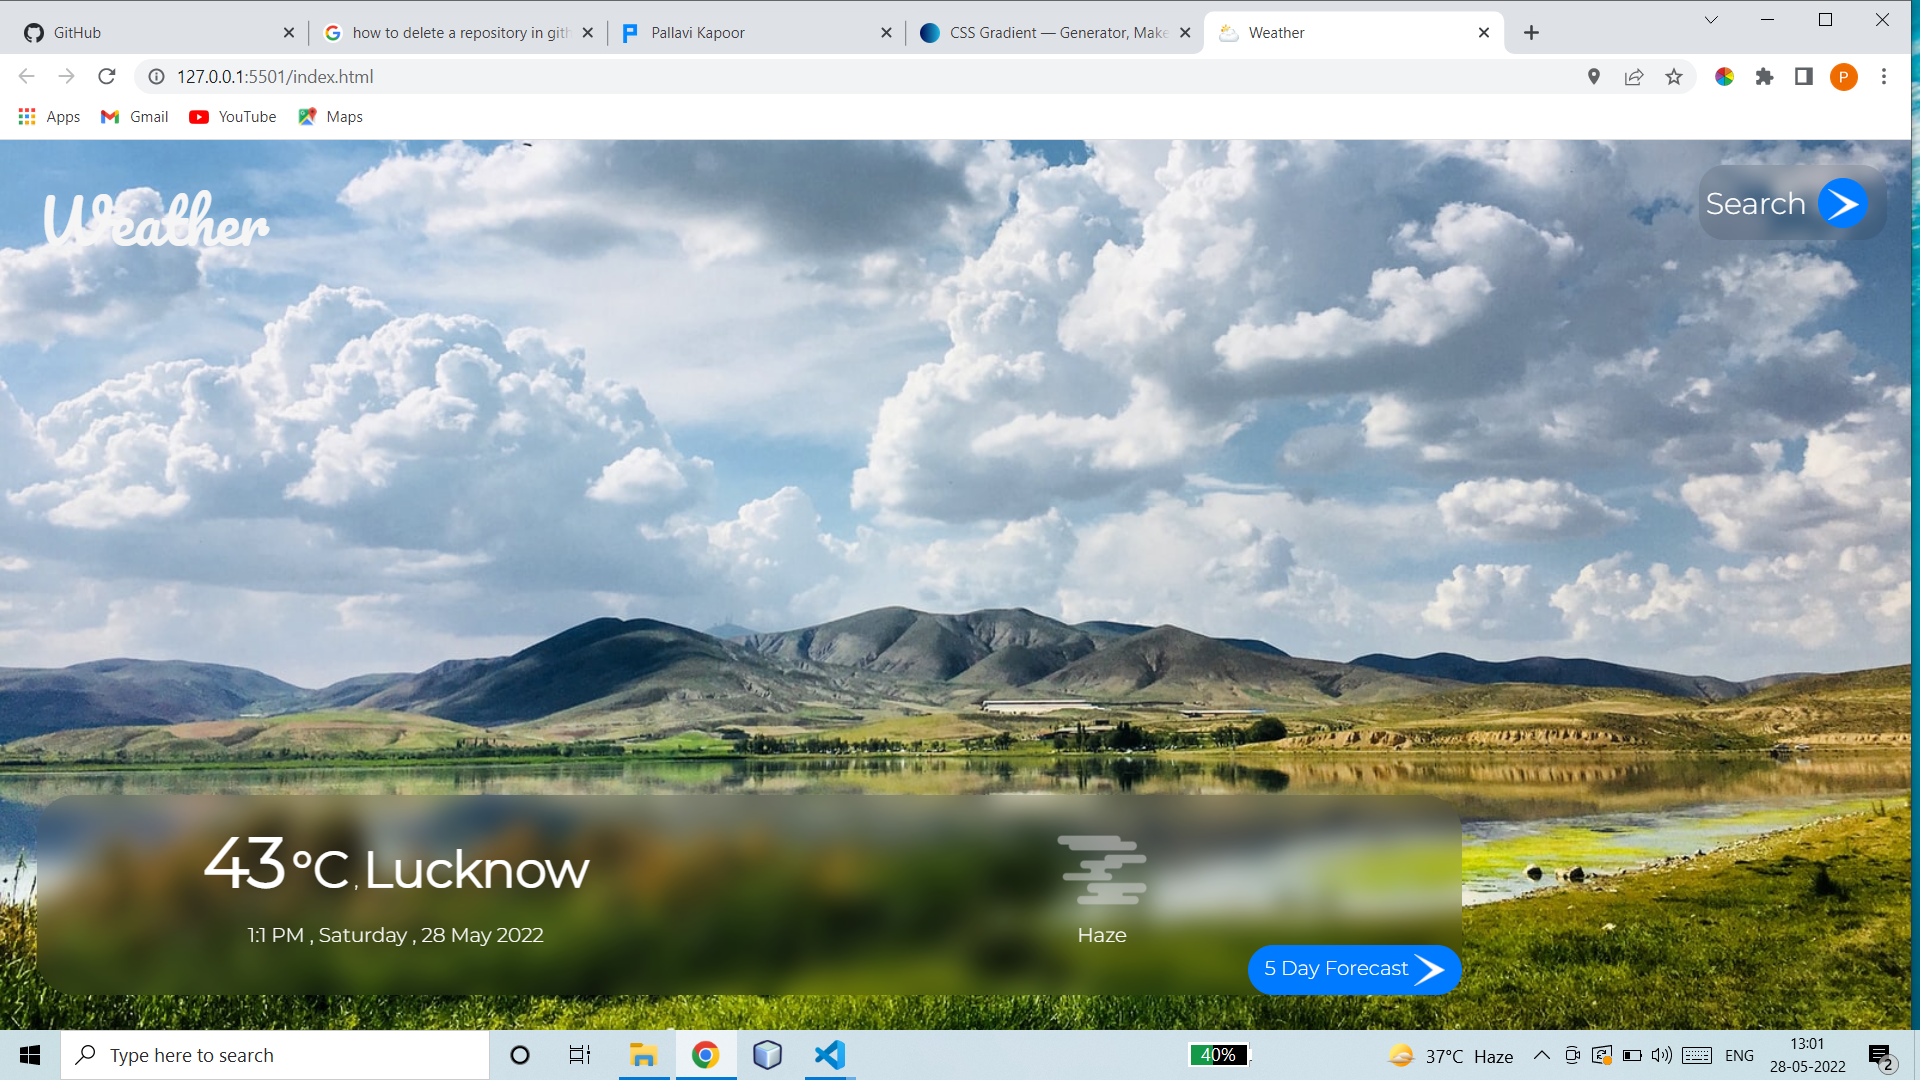 GitHub
how to delete a repository in gith
Pallavi Kapoor
CSS Gradient — Generator, Make
Weather
127.0.0.1:5501/index.html
P
Apps
Gmail
YouTube
Maps
Weather
Search
43°C , Lucknow
1:1 PM , Saturday , 28 May 2022
Haze
5 Day Forecast
Type here to search
40%
37°C Haze
ENG
13:01
28-05-2022
2